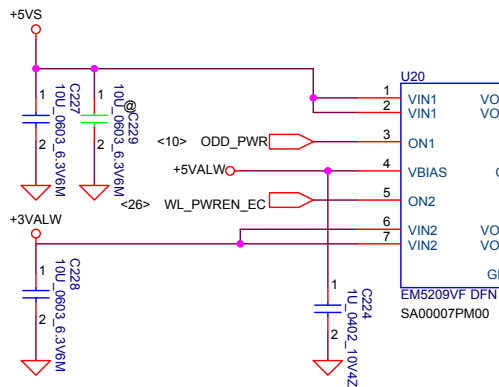 +5VS
1
2
C227
10U_0603_6.3V6M
1
2
@
C229
10U_0603_6.3V6M
U20
1
VIN1
VO
2
VIN1
VO
<10>
ODD_PWR
3
ON1
+5VALW
4
VBIAS
<26>
WL_PWREN_EC
5
ON2
+3VALW
6
VIN2
VO
7
VIN2
VO
1
2
C228
10U_0603_6.3V6M
1
2
C224
1U_0402_10V4Z
EM5209VF DFN
SA00007PM00